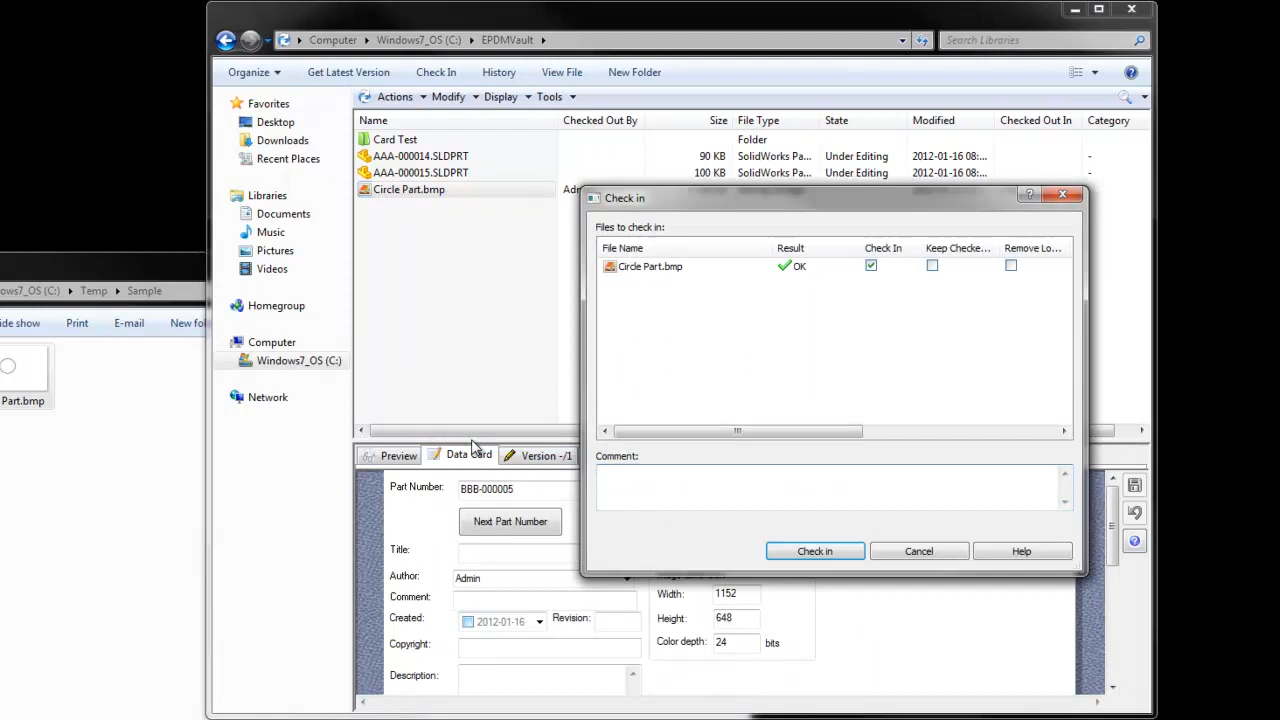 Computer Windows7_OS (C:) EPDMVault
Search Libraries
Organize Get Latest Version Check In History View File New Folder
Favorites
Desktop
Downloads
Recent Places
Libraries
Documents
Music
Pictures
Videos
Homegroup
Computer
Windows7_OS (C:)
Network
Actions Modify Display Tools
Name Checked Out By Size File Type State Modified Checked Out In Category
Card Test Folder
AAA-000014.SLDPRT 90 KB SolidWorks Pa... Under Editing 2012-01-16 08:... -
AAA-000015.SLDPRT 100 KB SolidWorks Pa... Under Editing 2012-01-16 08:... -
Circle Part.bmp Adm
Check in
Files to check in:
File Name Result Check In Keep Checke... Remove Lo...
Circle Part.bmp OK
Comment:
Check in Cancel Help
ows7_OS (C:) Temp Sample
ide show Print E-mail New fol
Part.bmp
Preview Data Card Version -/1
Part Number: BBB-000005
Next Part Number
Title:
Author: Admin
Comment:
Created: 2012-01-16 Revision:
Copyright:
Description:
Width: 1152
Height: 648
Color depth: 24 bits